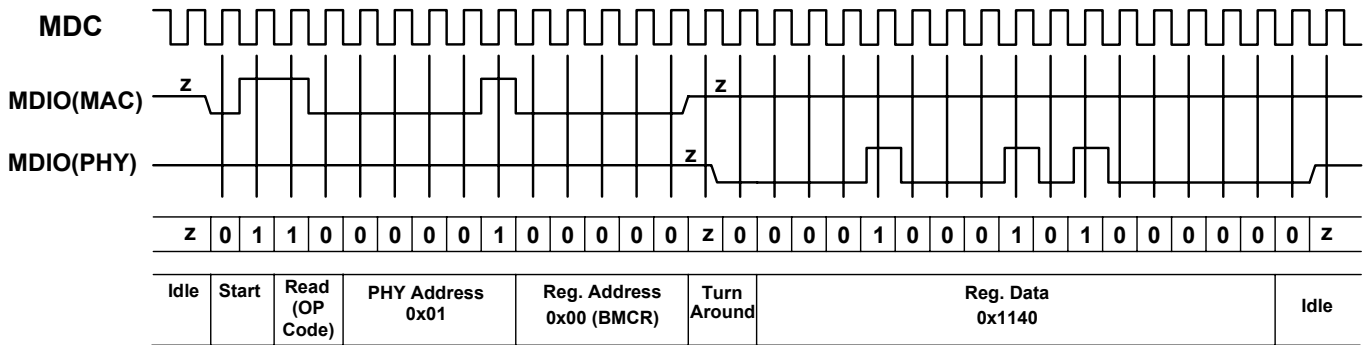 MDC
z z
MDIO(MAC)
z
MDIO(PHY)
z 0 1 1 0 0 0 0 0 1 0 0 0 0 0 z 0 0 0 0 1 0 0 0 1 0 1 0 0 0 0 0 0 z
Idle Start Read (OP Code) PHY Address 0x01 Reg. Address 0x00 (BMCR) Turn Around Reg. Data 0x1140 Idle